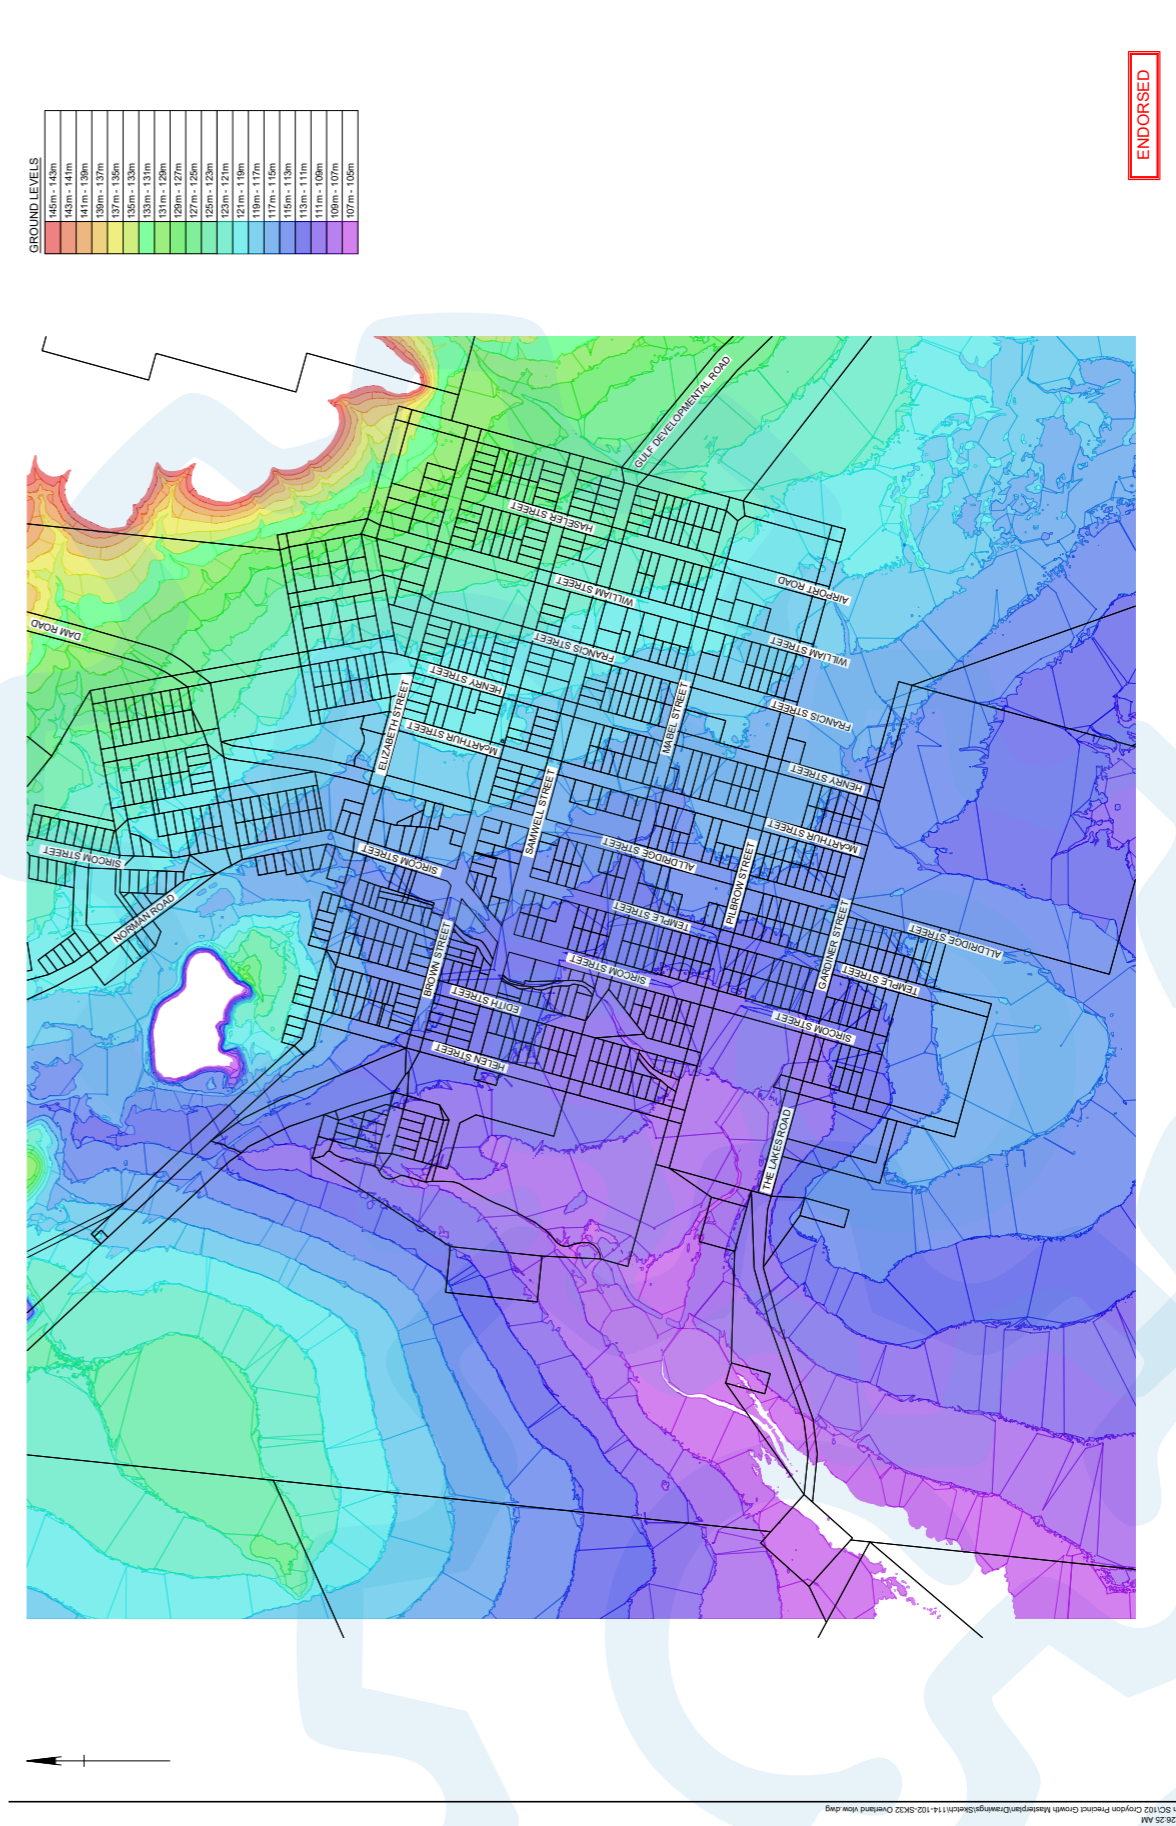 ENDORSED
GROUND LEVELS
145m - 143m
143m - 141m
141m - 139m
139m - 137m
137m - 135m
135m - 133m
133m - 131m
131m - 129m
129m - 127m
127m - 125m
125m - 123m
123m - 121m
121m - 119m
119m - 117m
117m - 115m
115m - 113m
113m - 111m
111m - 109m
109m - 107m
107m - 105m
GULF DEVELOPMENTAL ROAD
HASELER STREET
AIRPORT ROAD
WILLIAM STREET
DAM ROAD
FRANCIS STREET
WILLIAM STREET
HENRY STREET
MABEL STREET
FRANCIS STREET
ELIZABETH STREET
McARTHUR STREET
HENRY STREET
SAMWELL STREET
McARTHUR STREET
SIRCOM STREET
SIRCOM STREET
ALLDRIDGE STREET
PILBROW STREET
NORMAN ROAD
TEMPLE STREET
GARDINER STREET
ALLDRIDGE STREET
BROWN STREET
SIRCOM STREET
TEMPLE STREET
EDITH STREET
SIRCOM STREET
HELEN STREET
THE LAKES ROAD
SC\102 Croydon Precinct Growth Masterplan\Drawings\Sketch\114-102-SK32 Overland vlow.dwg
26:25 AM